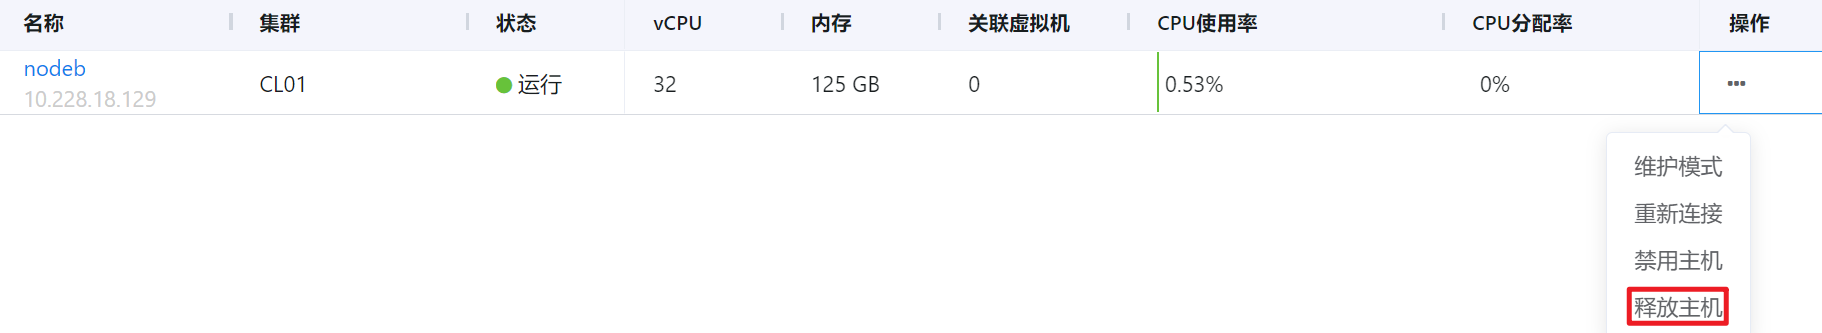 名称 集群 状态 vCPU 内存 关联虚拟机 CPU使用率 CPU分配率 操作
nodeb
10.228.18.129 CL01 运行 32 125 GB 0 0.53% 0% •••
维护模式
重新连接
禁用主机
释放主机